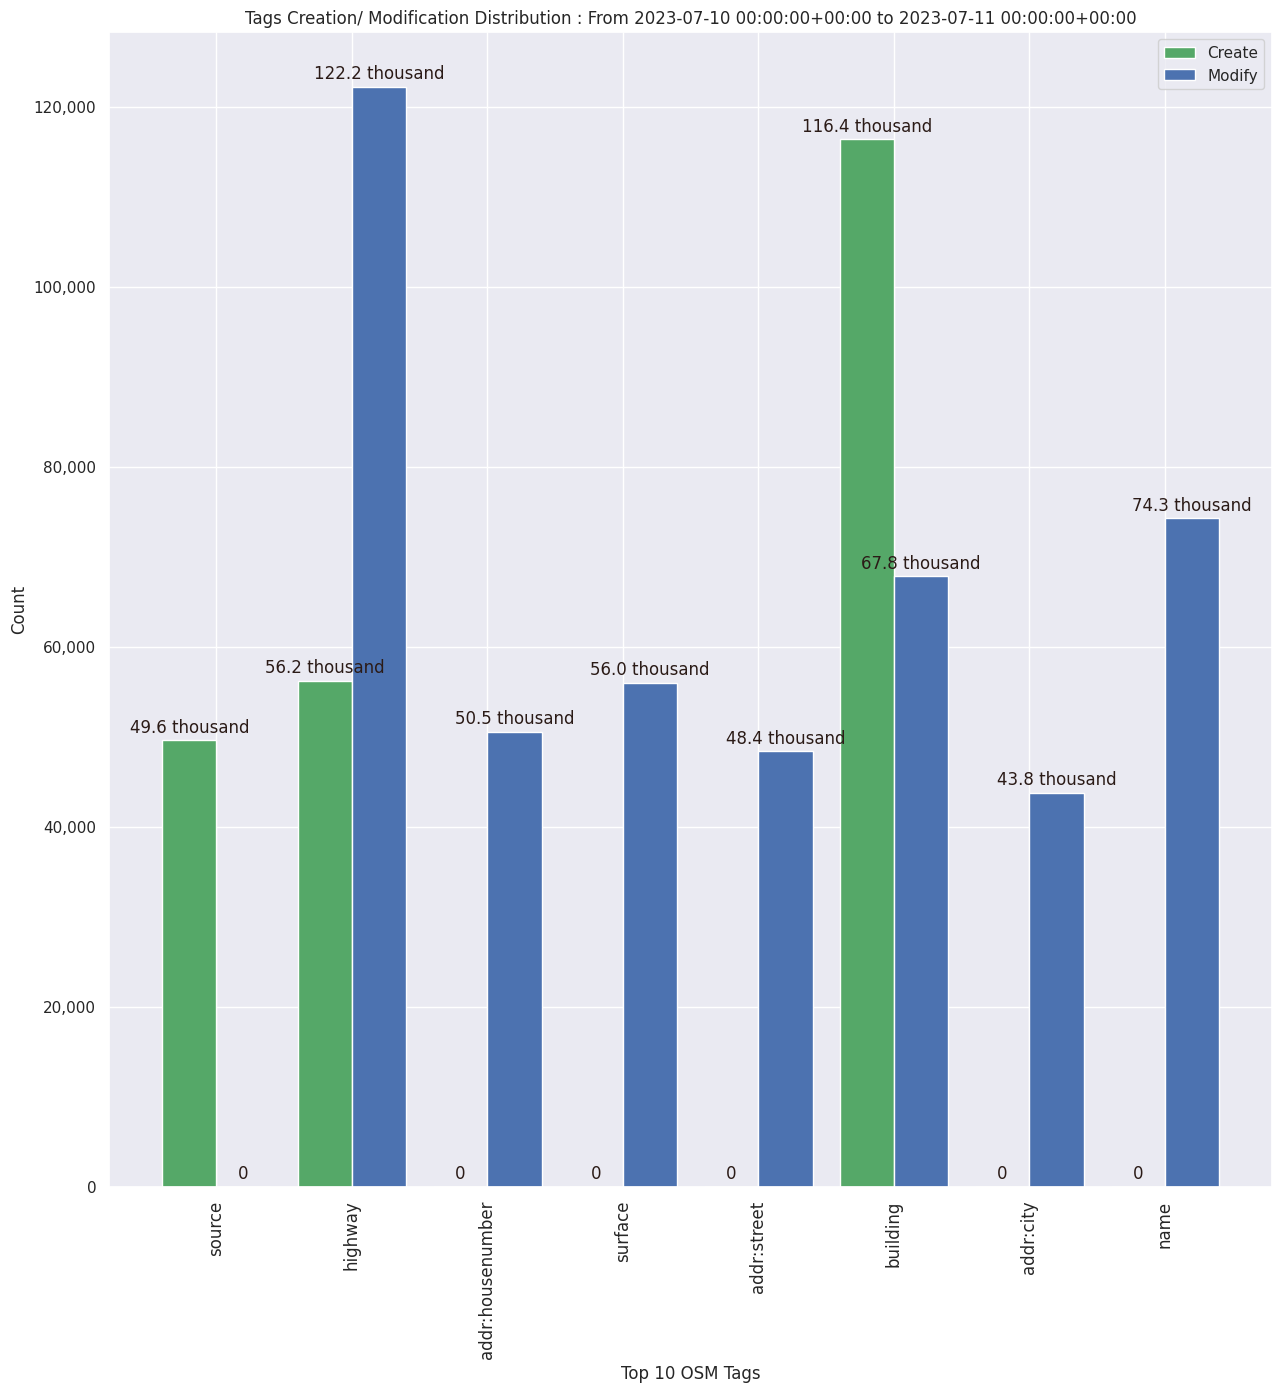 Tags Creation/ Modification Distribution : From 2023-07-10 00:00:00+00:00 to 2023-07-11 00:00:00+00:00
Create
Modify
Count
120,000
100,000
80,000
60,000
40,000
20,000
0
122.2 thousand
116.4 thousand
74.3 thousand
67.8 thousand
56.2 thousand
56.0 thousand
50.5 thousand
49.6 thousand
48.4 thousand
43.8 thousand
0
0
0
0
0
0
source
highway
addr:housenumber
surface
addr:street
building
addr:city
name
Top 10 OSM Tags